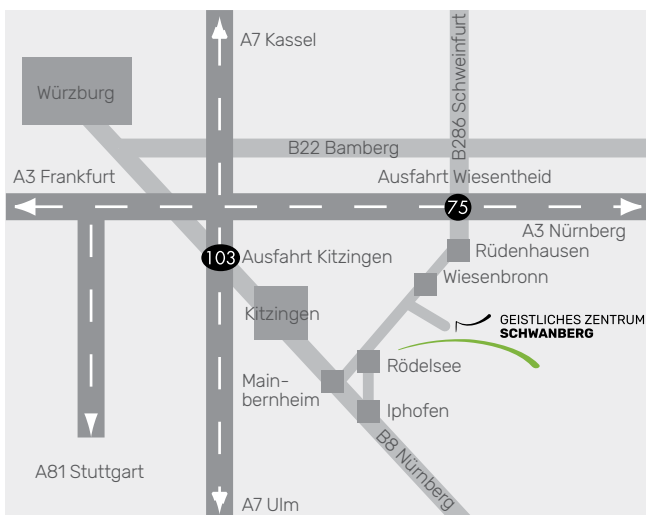 A7 Kassel
B286 Schweinfurt
Würzburg
B22 Bamberg
A3 Frankfurt
Ausfahrt Wiesentheid
75
A3 Nürnberg
Rüdenhausen
103
Ausfahrt Kitzingen
Wiesenbronn
Kitzingen
GEISTLICHES ZENTRUM
SCHWANBERG
Rödelsee
Main-
bernheim
Iphofen
B8 Nürnberg
A81 Stuttgart
A7 Ulm